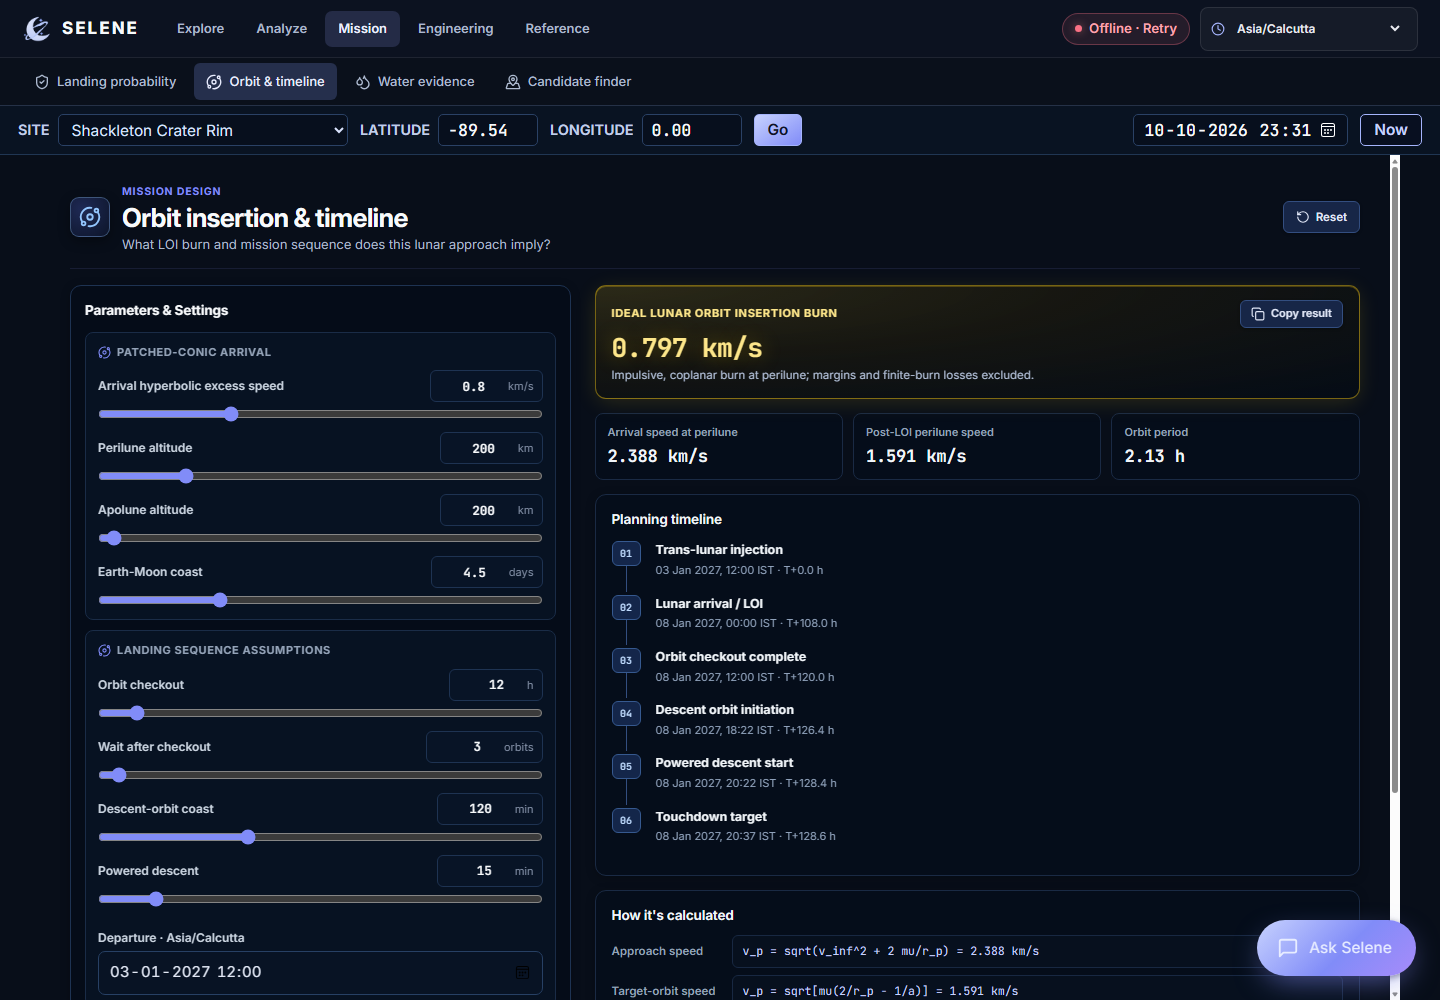 SELENE
Explore
Analyze
Mission
Engineering
Reference
Offline · Retry
Asia/Calcutta
Landing probability
Orbit & timeline
Water evidence
Candidate finder
SITE
Shackleton Crater Rim
LATITUDE
-89.54
LONGITUDE
0.00
Go
10-10-2026 23:31
Now
MISSION DESIGN
Orbit insertion & timeline
What LOI burn and mission sequence does this lunar approach imply?
Reset
Parameters & Settings
PATCHED-CONIC ARRIVAL
Arrival hyperbolic excess speed
0.8 km/s
Perilune altitude
200 km
Apolune altitude
200 km
Earth-Moon coast
4.5 days
LANDING SEQUENCE ASSUMPTIONS
Orbit checkout
12 h
Wait after checkout
3 orbits
Descent-orbit coast
120 min
Powered descent
15 min
Departure · Asia/Calcutta
03-01-2027 12:00
IDEAL LUNAR ORBIT INSERTION BURN
Copy result
0.797 km/s
Impulsive, coplanar burn at perilune; margins and finite-burn losses excluded.
Arrival speed at perilune
2.388 km/s
Post-LOI perilune speed
1.591 km/s
Orbit period
2.13 h
Planning timeline
01
Trans-lunar injection
03 Jan 2027, 12:00 IST · T+0.0 h
02
Lunar arrival / LOI
08 Jan 2027, 00:00 IST · T+108.0 h
03
Orbit checkout complete
08 Jan 2027, 12:00 IST · T+120.0 h
04
Descent orbit initiation
08 Jan 2027, 18:22 IST · T+126.4 h
05
Powered descent start
08 Jan 2027, 20:22 IST · T+128.4 h
06
Touchdown target
08 Jan 2027, 20:37 IST · T+128.6 h
How it's calculated
Approach speed
v_p = sqrt(v_inf^2 + 2 mu/r_p) = 2.388 km/s
Target-orbit speed
v_p = sqrt[mu(2/r_p - 1/a)] = 1.591 km/s
Ask Selene